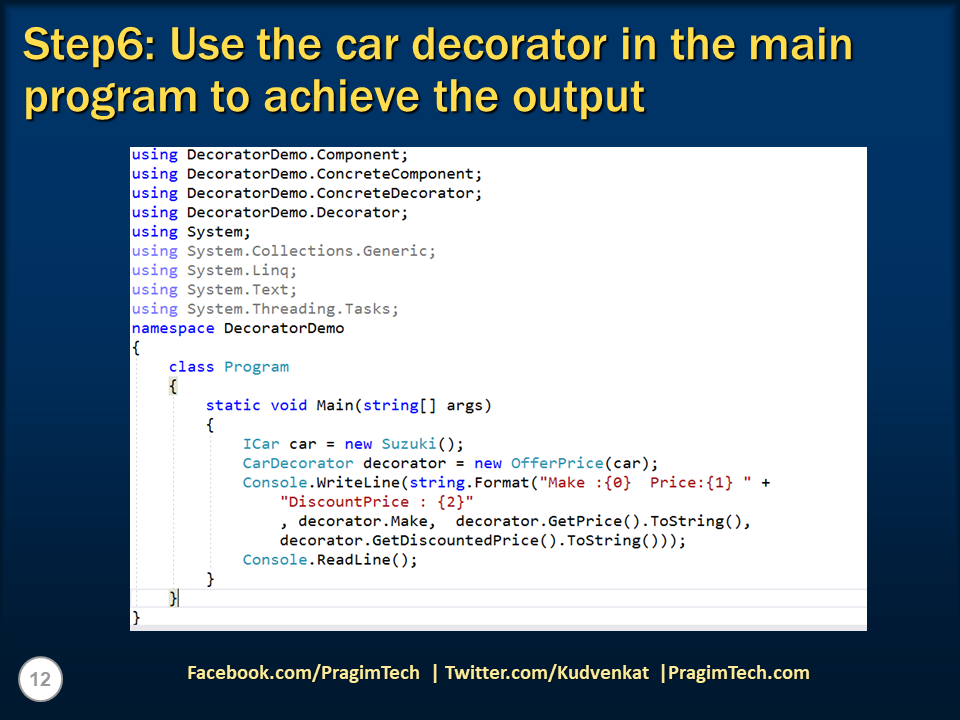 Step6: Use the car decorator in the main
program to achieve the output
using DecoratorDemo.Component;
using DecoratorDemo.ConcreteComponent;
using DecoratorDemo.ConcreteDecorator;
using DecoratorDemo.Decorator;
using System;
using System.Collections.Generic;
using System.Linq;
using System.Text;
using System.Threading.Tasks;
namespace DecoratorDemo
{
    class Program
    {
        static void Main(string[] args)
        {
            ICar car = new Suzuki();
            CarDecorator decorator = new OfferPrice(car);
            Console.WriteLine(string.Format("Make :{0}  Price:{1} " +
                "DiscountPrice : {2}"
                , decorator.Make,  decorator.GetPrice().ToString(),
                decorator.GetDiscountedPrice().ToString()));
            Console.ReadLine();
        }
    }
}
12
Facebook.com/PragimTech | Twitter.com/Kudvenkat |PragimTech.com